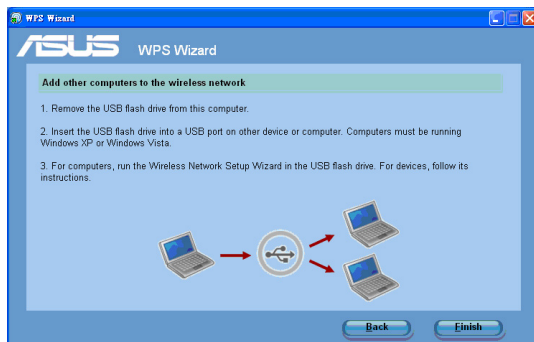 WPS Wizard
ASUS WPS Wizard
Add other computers to the wireless network
1. Remove the USB flash drive from this computer.
2. Insert the USB flash drive into a USB port on other device or computer. Computers must be running
Windows XP or Windows Vista.
3. For computers, run the Wireless Network Setup Wizard in the USB flash drive. For devices, follow its
instructions.
Back Finish